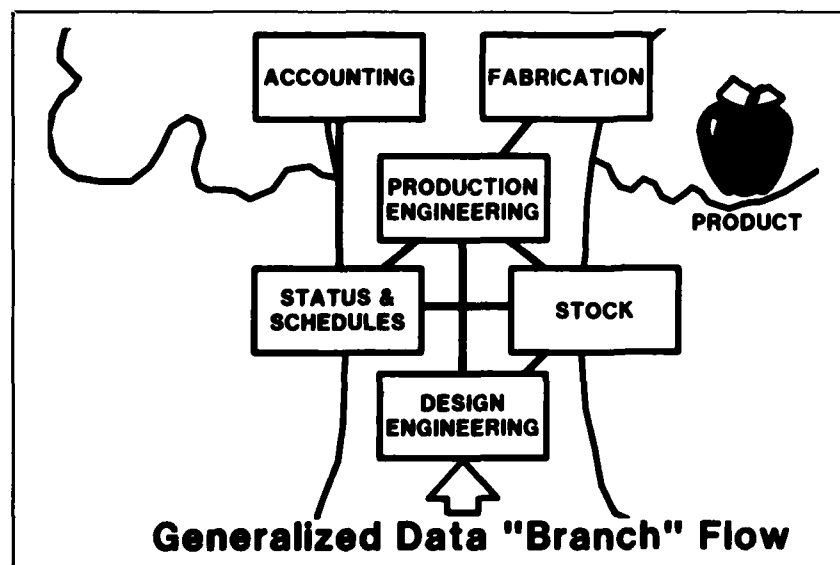 ACCOUNTING
FABRICATION
PRODUCTION
ENGINEERING
PRODUCT
STATUS &
SCHEDULES
STOCK
DESIGN
ENGINEERING
Generalized Data "Branch" Flow